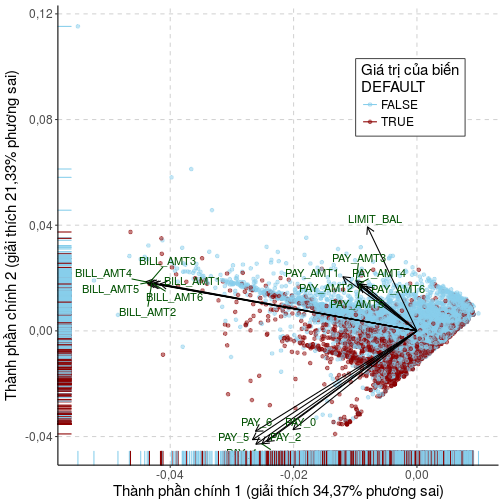 0,12
0,08
0,04
0,00
-0,04
Thành phần chính 2 (giải thích 21,33% phương sai)
Giá trị của biến
DEFAULT
FALSE
TRUE
LIMIT_BAL
PAY_AMT3
PAY_AMT1
PAY_AMT4
PAY_AMT6
BILL_AMT3
BILL_AMT4
BILL_AMT1
BILL_AMT5
BILL_AMT6
BILL_AMT2
PAY_6
PAY_0
PAY_5
PAY_2
-0,04
-0,02
0,00
Thành phần chính 1 (giải thích 34,37% phương sai)